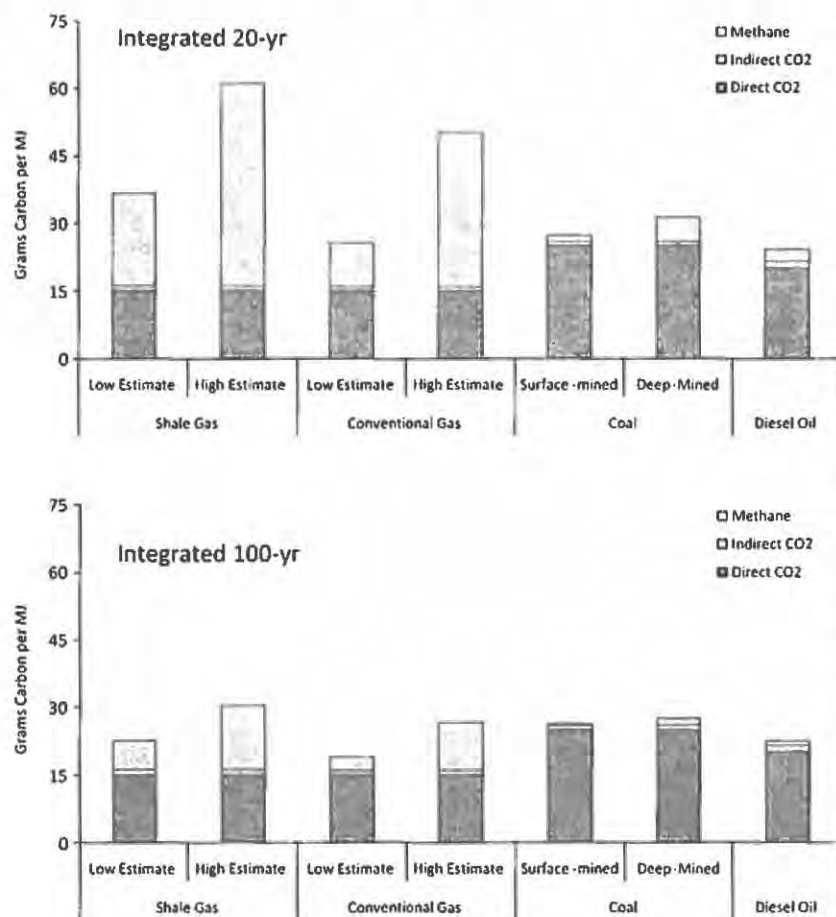 75
Integrated 20-yr
Methane
Indirect CO2
Direct CO2
60
45
30
15
0
Grams Carbon per MJ
Low Estimate High Estimate Low Estimate High Estimate Surface-mined Deep-Mined
Shale Gas Conventional Gas Coal Diesel Oil
75
Integrated 100-yr
Methane
Indirect CO2
Direct CO2
60
45
30
15
0
Grams Carbon per MJ
Low Estimate High Estimate Low Estimate High Estimate Surface-mined Deep-Mined
Shale Gas Conventional Gas Coal Diesel Oil